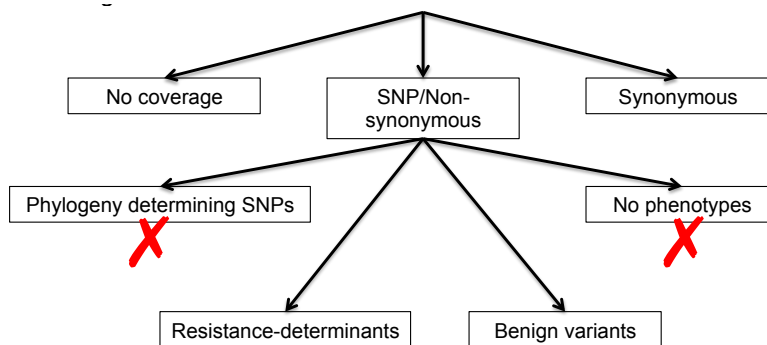 No coverage
SNP/Non-
synonymous
Synonymous
Phylogeny determining SNPs
No phenotypes
Resistance-determinants
Benign variants